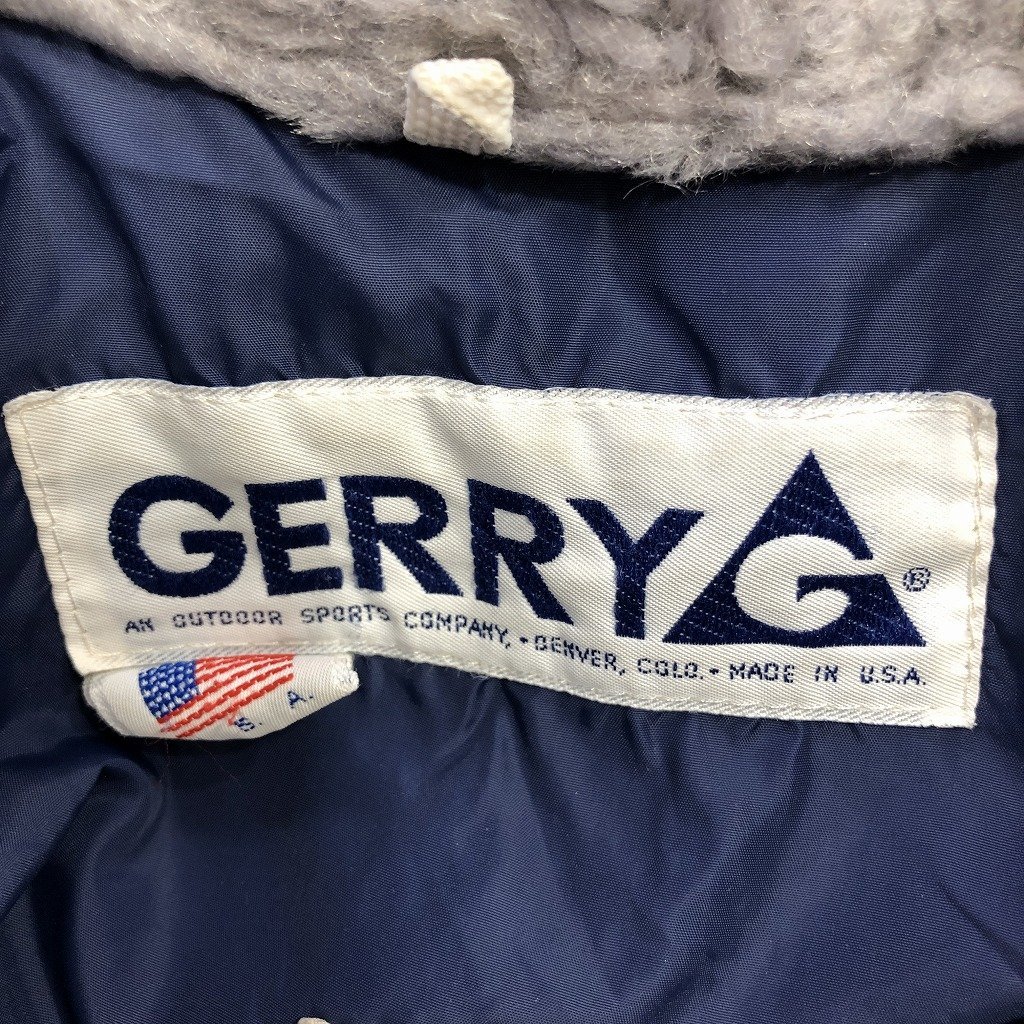 GERRY G ®
AN OUTDOOR SPORTS COMPANY, • DENVER, COLO. • MADE IN U.S.A.
S. A.